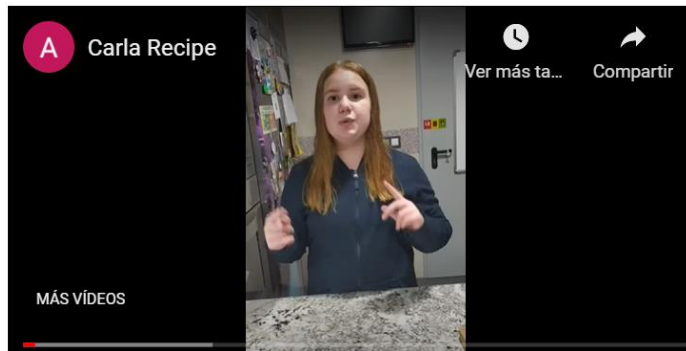 A
Carla Recipe
Ver más ta...
Compartir
MÁS VÍDEOS